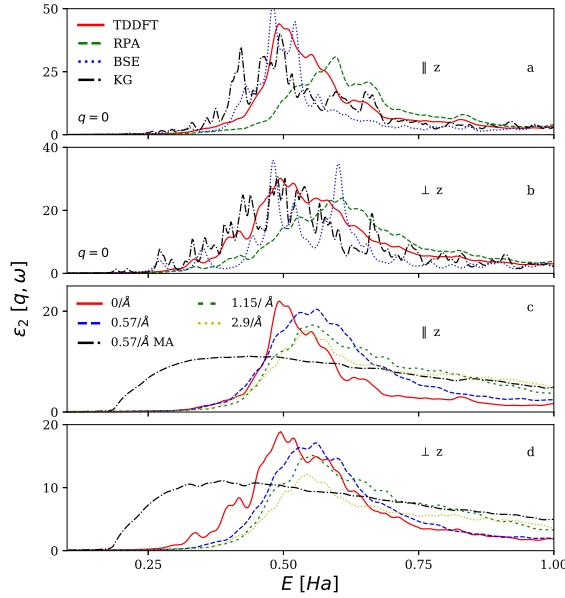 50
25
0
TDDFT
RPA
BSE
KG
q=0
∥ z
a
60
40
20
0
q=0
⊥ z
b
20
0
0/Å
0.57/Å
0.57/Å MA
1.15/ Å
2.9/Å
∥ z
c
20
10
0
⊥ z
d
0.25
0.50
0.75
1.00
E [Ha]
ε₂ [q, ω]